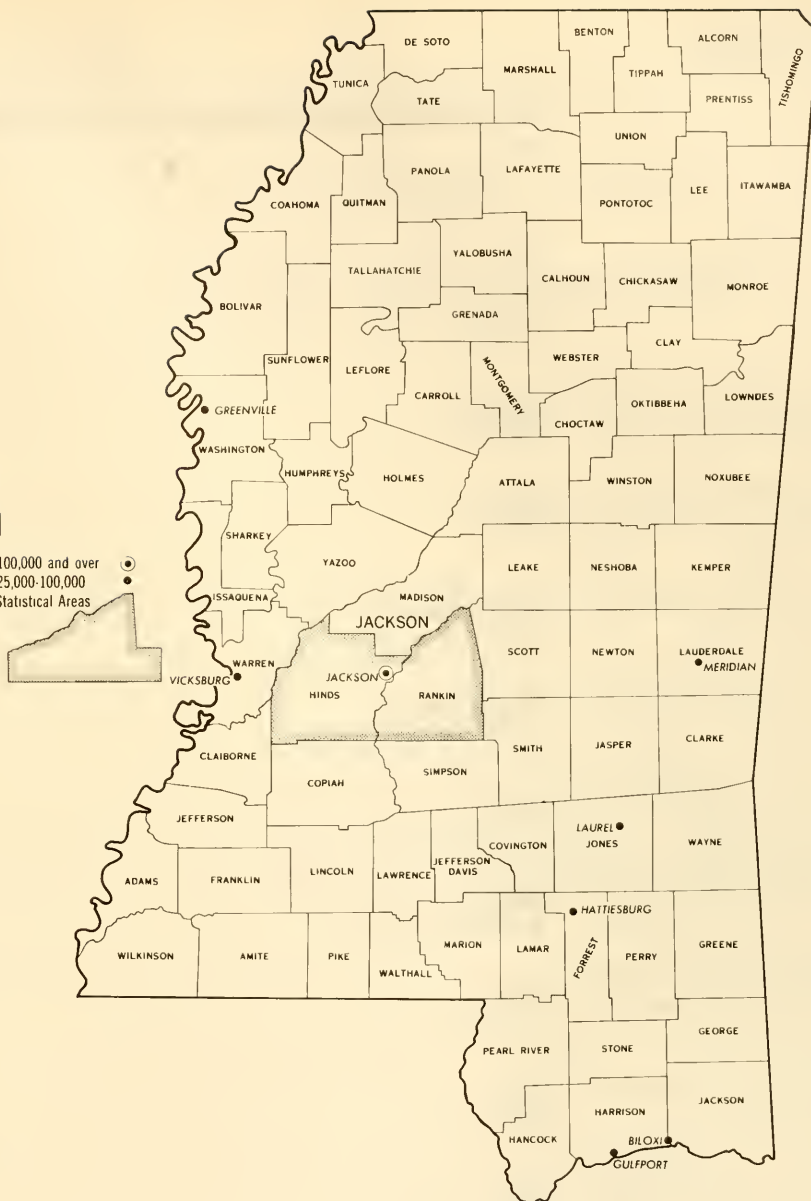 DE SOTO
BENTON
ALCORN
TISHOMINGO
TUNICA
MARSHALL
TIPPAH
TATE
PRENTISS
UNION
PANOLA
LAFAYETTE
LEE
ITAWAMBA
COAHOMA
QUITMAN
PONTOTOC
YALOBUSHA
TALLAHATCHIE
CALHOUN
CHICKASAW
MONROE
BOLIVAR
GRENADA
SUNFLOWER
LEFLORE
WEBSTER
CLAY
MONTGOMERY
CARROLL
OKTIBBEHA
LOWNDES
GREENVILLE
CHOCTAW
WASHINGTON
HUMPHREYS
HOLMES
ATTALA
WINSTON
NOXUBEE
SHARKEY
YAZOO
LEAKE
NESHOBA
KEMPER
100,000 and over
25,000-100,000
Statistical Areas
ISSAQUENA
MADISON
JACKSON
WARREN
VICKSBURG
JACKSON
HINDS
RANKIN
SCOTT
NEWTON
LAUDERDALE
MERIDIAN
CLAIBORNE
COPIAH
SIMPSON
SMITH
JASPER
CLARKE
JEFFERSON
LAUREL
JONES
WAYNE
COVINGTON
ADAMS
FRANKLIN
LINCOLN
LAWRENCE
JEFFERSON
DAVIS
HATTIESBURG
WILKINSON
AMITE
PIKE
WALTHALL
MARION
LAMAR
FORREST
PERRY
GREENE
GEORGE
PEARL RIVER
STONE
JACKSON
HARRISON
HANCOCK
BILOXI
GULFPORT